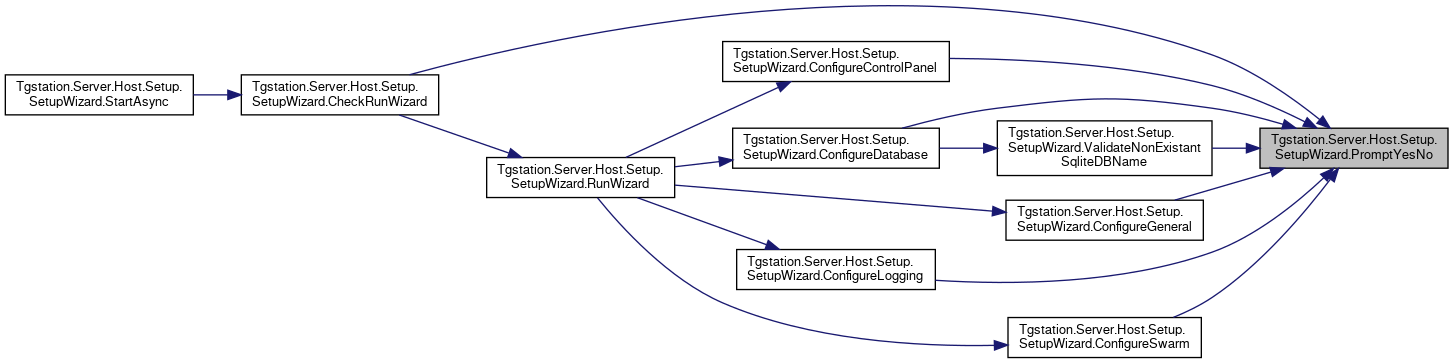 Tgstation.Server.Host.Setup.
SetupWizard.StartAsync
Tgstation.Server.Host.Setup.
SetupWizard.CheckRunWizard
Tgstation.Server.Host.Setup.
SetupWizard.RunWizard
Tgstation.Server.Host.Setup.
SetupWizard.ConfigureControlPanel
Tgstation.Server.Host.Setup.
SetupWizard.ConfigureDatabase
Tgstation.Server.Host.Setup.
SetupWizard.ConfigureLogging
Tgstation.Server.Host.Setup.
SetupWizard.ValidateNonExistant
SqliteDBName
Tgstation.Server.Host.Setup.
SetupWizard.ConfigureGeneral
Tgstation.Server.Host.Setup.
SetupWizard.ConfigureSwarm
Tgstation.Server.Host.Setup.
SetupWizard.PromptYesNo